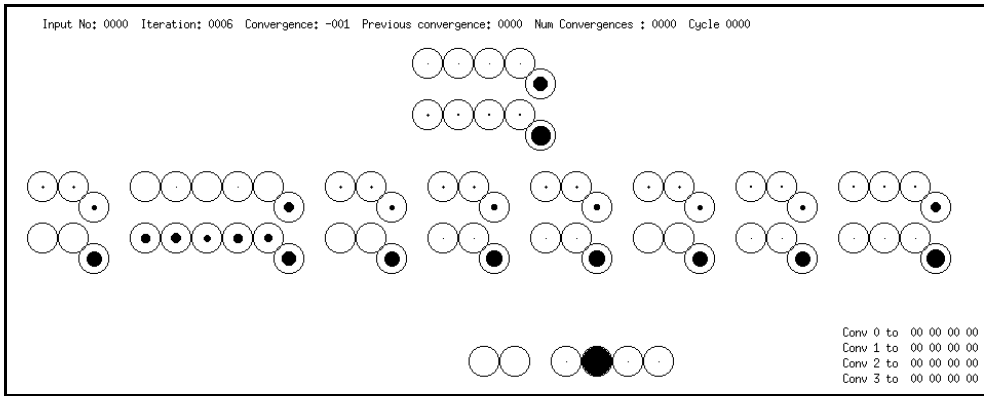 Input No: 0000 Iteration: 0006 Convergence: -001 Previous convergence: 0000 Num Convergences : 0000 Cycle 0000
Conv 0 to 00 00 00 00
Conv 1 to 00 00 00 00
Conv 2 to 00 00 00 00
Conv 3 to 00 00 00 00